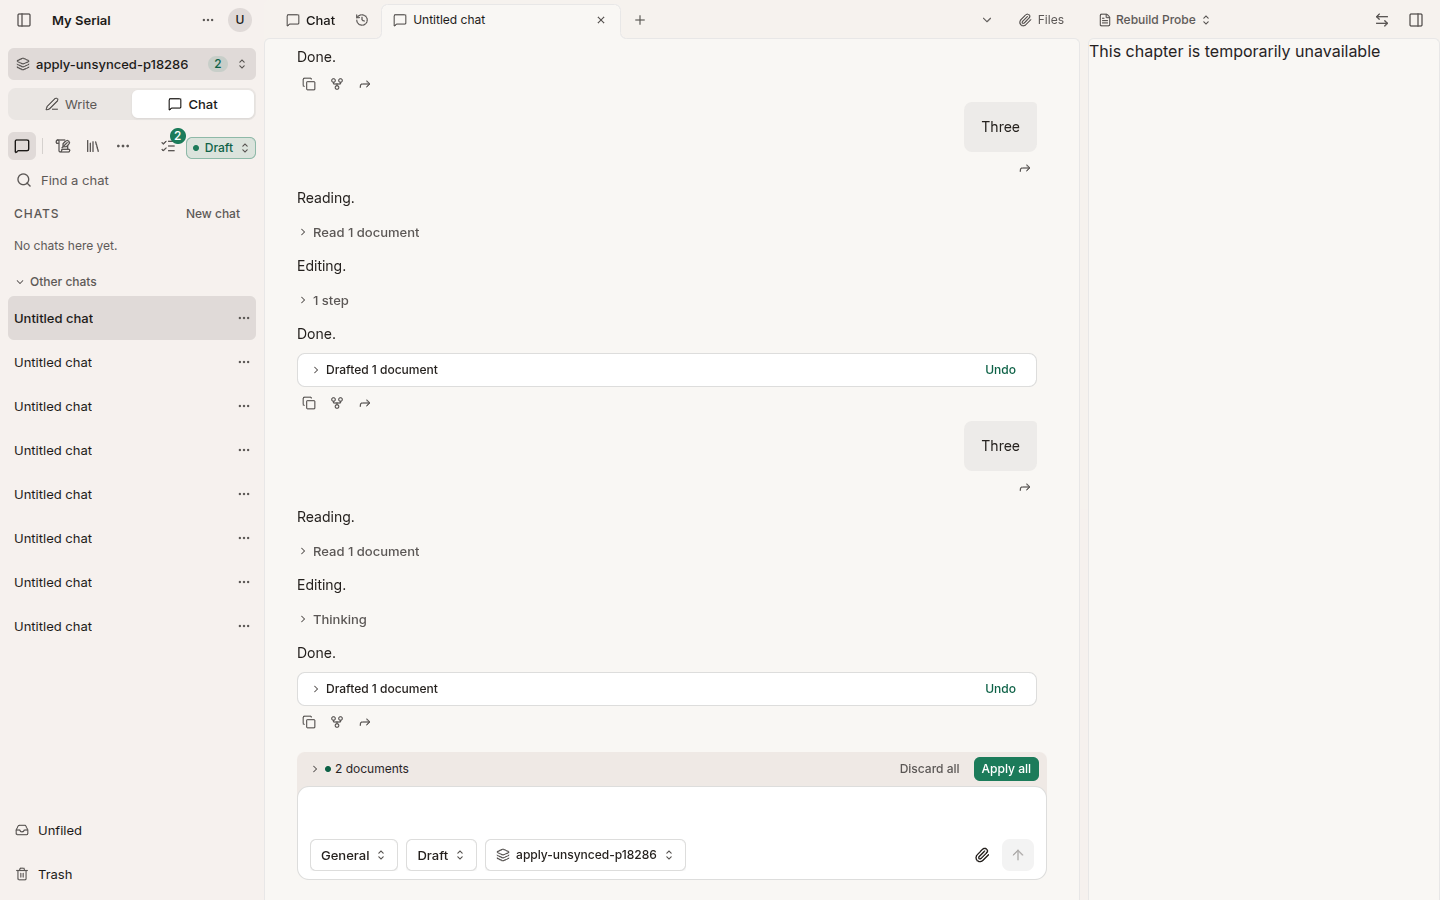 My Serial
U
apply-unsynced-p18286
2
Write
Chat
2
Draft
Find a chat
CHATS
New chat
No chats here yet.
Other chats
Untitled chat
Untitled chat
Untitled chat
Untitled chat
Untitled chat
Untitled chat
Untitled chat
Untitled chat
Unfiled
Trash
Chat
Untitled chat
Files
Done.
Three
Reading.
Read 1 document
Editing.
1 step
Done.
Drafted 1 document
Undo
Three
Reading.
Read 1 document
Editing.
Thinking
Done.
Drafted 1 document
Undo
2 documents
Discard all
Apply all
General
Draft
apply-unsynced-p18286
Rebuild Probe
This chapter is temporarily unavailable